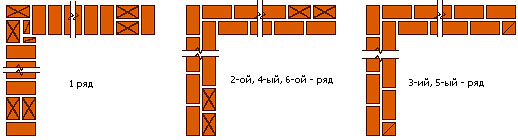 1 ряд
2-ой, 4-ый, 6-ой - ряд
3-ий, 5-ый - ряд